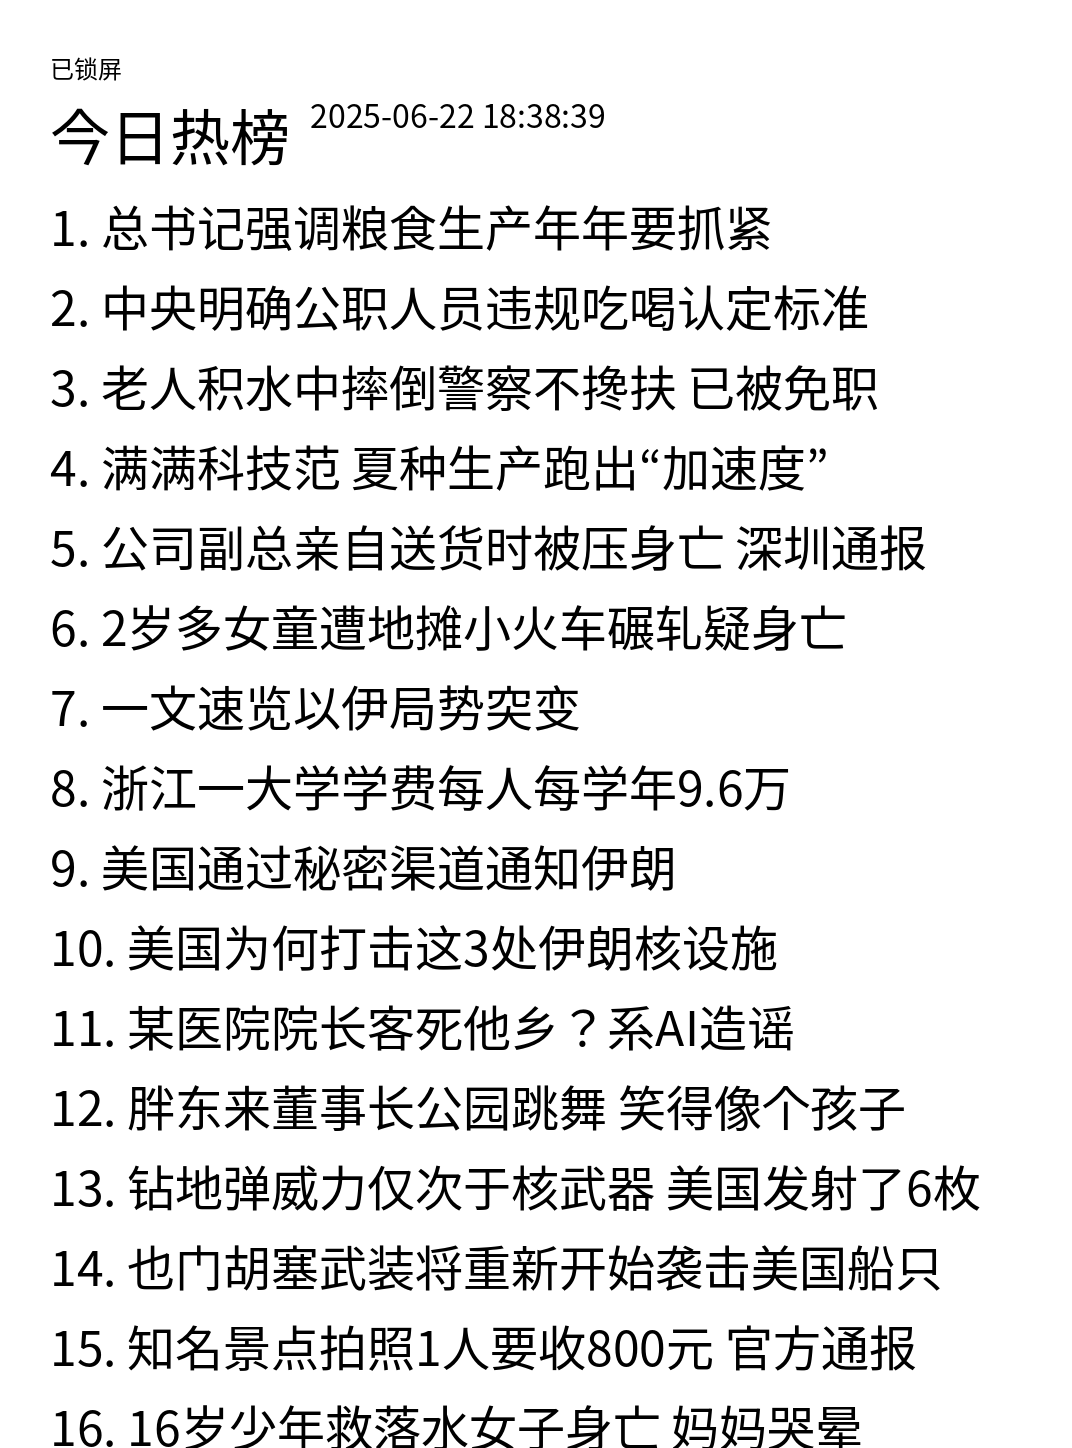 已锁屏
今日热榜 2025-06-22 18:38:39
1. 总书记强调粮食生产年年要抓紧
2. 中央明确公职人员违规吃喝认定标准
3. 老人积水中摔倒警察不搀扶 已被免职
4. 满满科技范 夏种生产跑出“加速度”
5. 公司副总亲自送货时被压身亡 深圳通报
6. 2岁多女童遭地摊小火车碾轧疑身亡
7. 一文速览以伊局势突变
8. 浙江一大学学费每人每学年9.6万
9. 美国通过秘密渠道通知伊朗
10. 美国为何打击这3处伊朗核设施
11. 某医院院长客死他乡？系AI造谣
12. 胖东来董事长公园跳舞 笑得像个孩子
13. 钻地弹威力仅次于核武器 美国发射了6枚
14. 也门胡塞武装将重新开始袭击美国船只
15. 知名景点拍照1人要收800元 官方通报
16. 16岁少年救落水女子身亡 妈妈哭晕